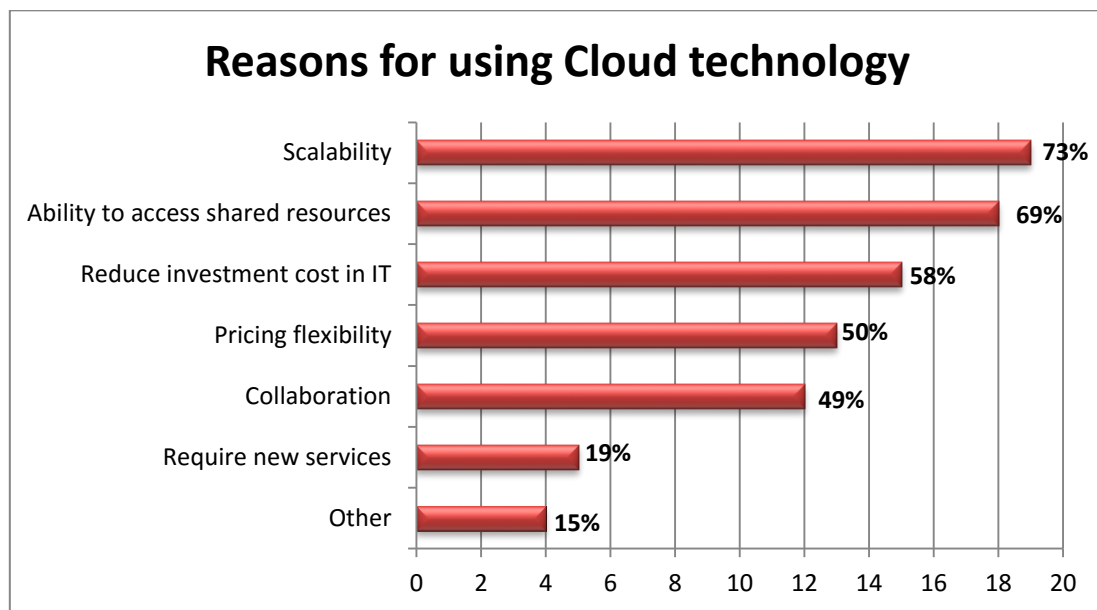 Reasons for using Cloud technology
Scalability 73%
Ability to access shared resources 69%
Reduce investment cost in IT 58%
Pricing flexibility 50%
Collaboration 49%
Require new services 19%
Other 15%
0 2 4 6 8 10 12 14 16 18 20